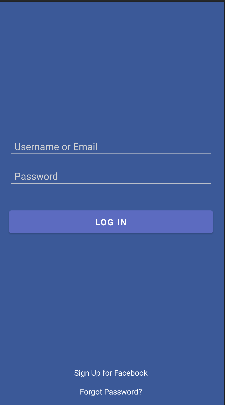 Username or Email
Password
LOG IN
Sign Up for Facebook
Forgot Password?